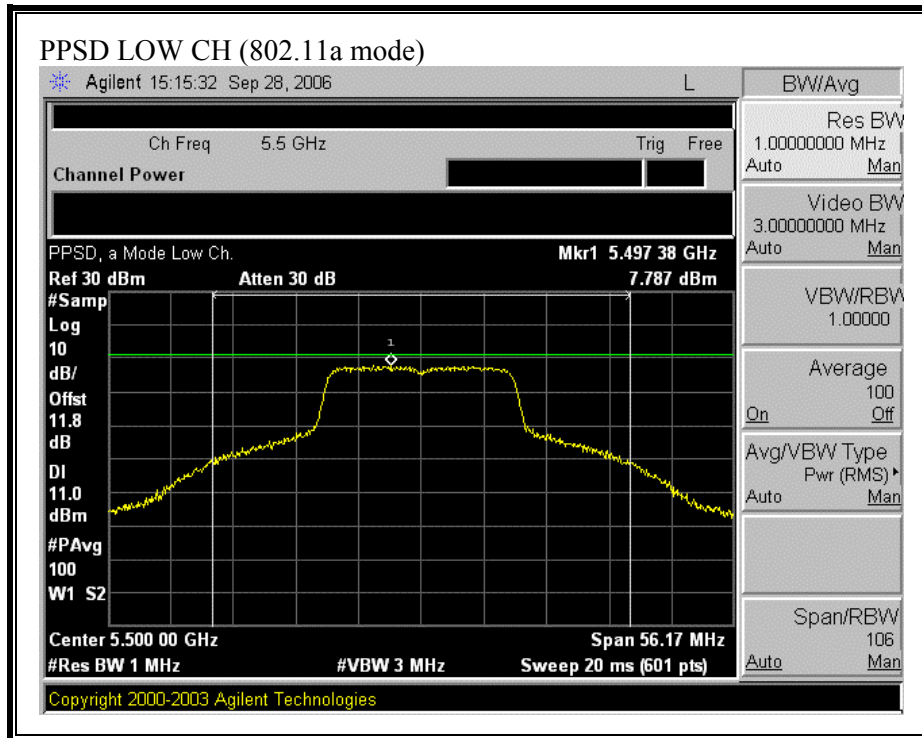 PPSD LOW CH (802.11a mode)
Agilent 15:15:32 Sep 28, 2006 L
BW/Avg
Ch Freq 5.5 GHz Trig Free
Channel Power
PPSD, a Mode Low Ch.
Mkr1 5.497 38 GHz
Ref 30 dBm Atten 30 dB 7.787 dBm
#Samp
Log
10
dB/
Offst
11.8
dB
DI
11.0
dBm
#PAvg
100
W1 S2
1
Center 5.500 00 GHz Span 56.17 MHz
#Res BW 1 MHz #VBW 3 MHz Sweep 20 ms (601 pts)
Copyright 2000-2003 Agilent Technologies
Res BW
1.00000000 MHz
Auto Man
Video BW
3.00000000 MHz
Auto Man
VBW/RBW
1.00000
Average
100
On Off
Avg/VBW Type
Pwr (RMS)
Auto Man
Span/RBW
106
Auto Man